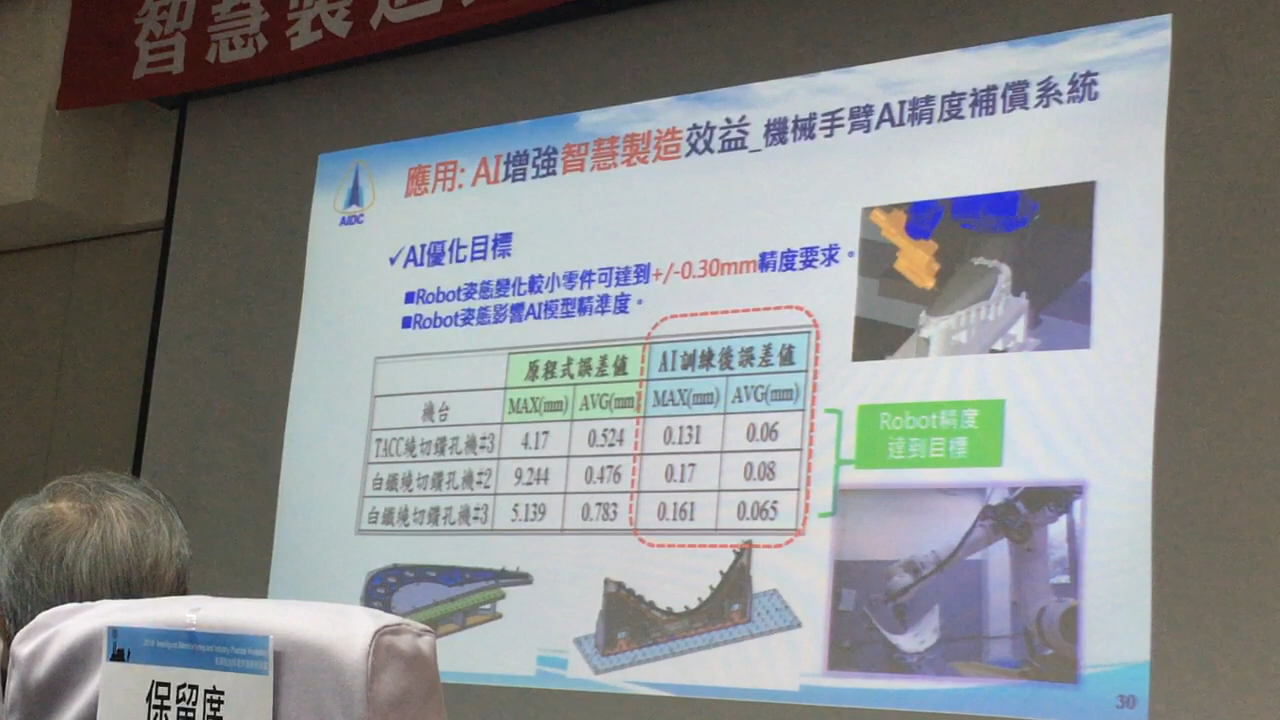 智慧製造
應用: AI增強智慧製造效益_機械手臂AI精度補償系統
AIDC
✓AI優化目標
■Robot姿態變化較小零件可達到+/-0.30mm精度要求。
■Robot姿態影響AI模型精準度。
原程式誤差值 AI訓練後誤差值
機台 MAX(mm) AVG(mm) MAX(mm) AVG(mm)
TACC繞切鑽孔機#3 4.17 0.524 0.131 0.06
白鐵繞切鑽孔機#2 9.244 0.476 0.17 0.08
白鐵繞切鑽孔機#3 5.139 0.783 0.161 0.065
Robot精度
達到目標
30
保留席